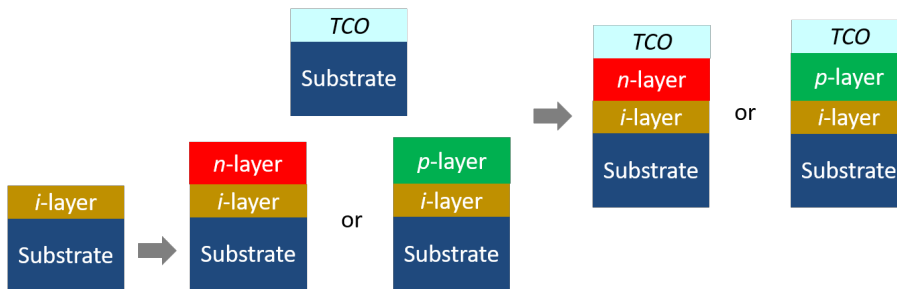 TCO
Substrate
TCO
n-layer
i-layer
Substrate
or
TCO
p-layer
i-layer
Substrate
i-layer
Substrate
n-layer
i-layer
Substrate
or
p-layer
i-layer
Substrate